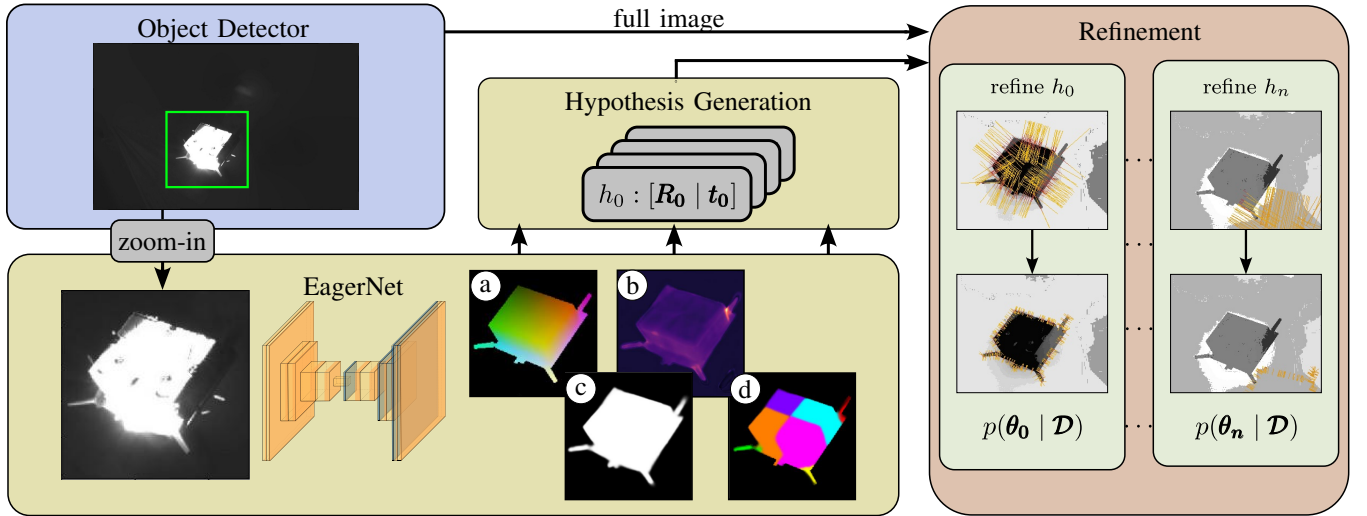 Object Detector
full image
Refinement
Hypothesis Generation
h₀ : [R₀ | t₀]
zoom-in
EagerNet
a
b
c
d
refine h₀
refine hₙ
...
...
...
...
p(θ₀ | 𝓓)
p(θₙ | 𝓓)